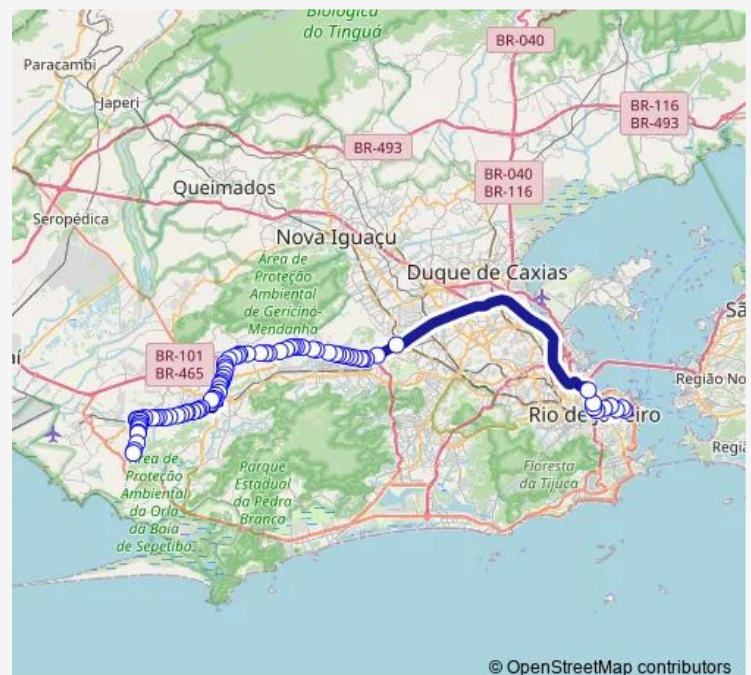 Biológica
do Tinguá
BR-040
Paracambi
Japeri
BR-116
BR-493
BR-493
BR-040
BR-116
Queimados
Seropédica
Nova Iguaçu
Duque de Caxias
Área de
Proteção
Ambiental
de Gericinó-
Mendanha
BR-101
BR-465
Região No
Rio de Janeiro
Regiã
Floresta
da Tijuca
Parque
Estadual
da Pedra
Branca
Área de
Proteção
Ambiental
da Orla
da Baía
de Sepetiba
© OpenStreetMap contributors